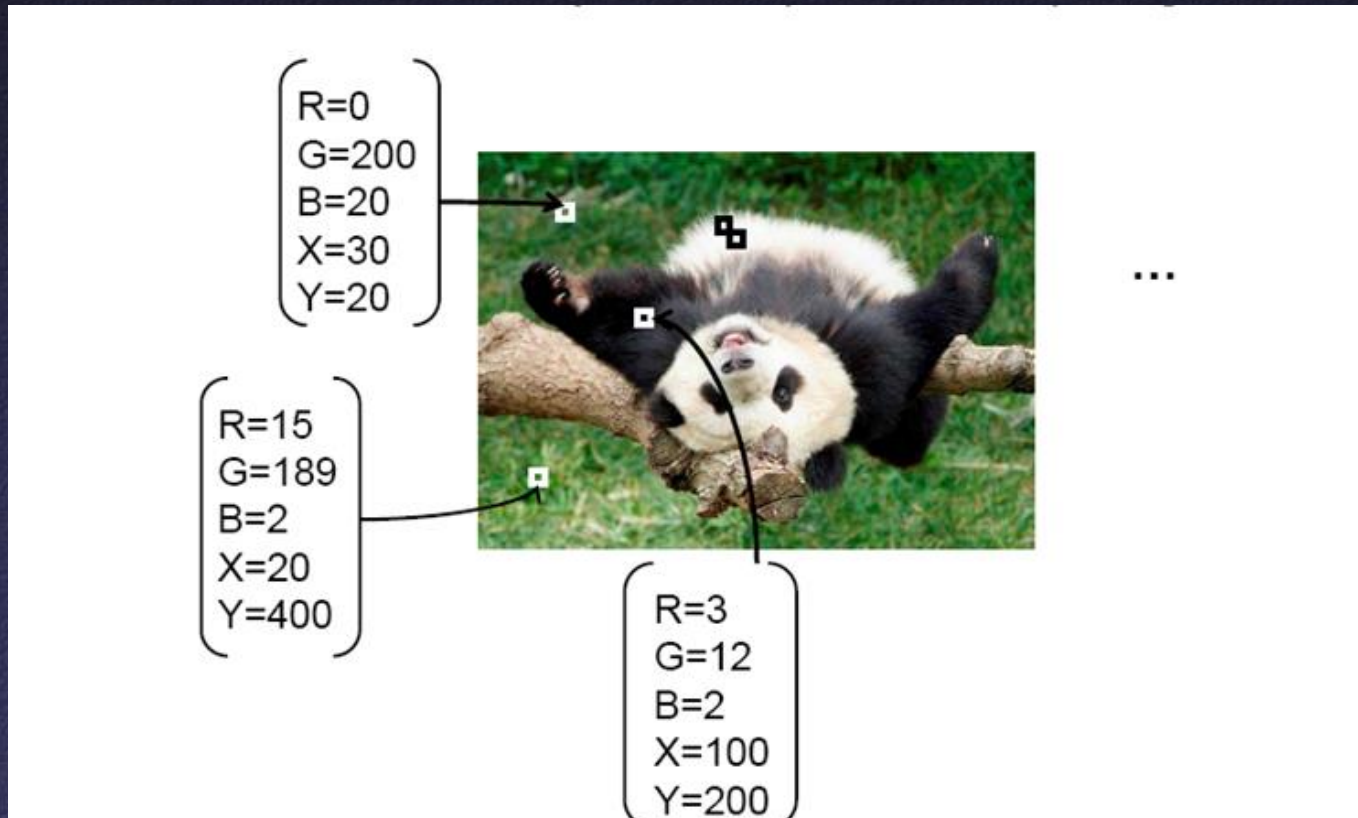 R=0
G=200
B=20
X=30
Y=20
...
R=15
G=189
B=2
X=20
Y=400
R=3
G=12
B=2
X=100
Y=200